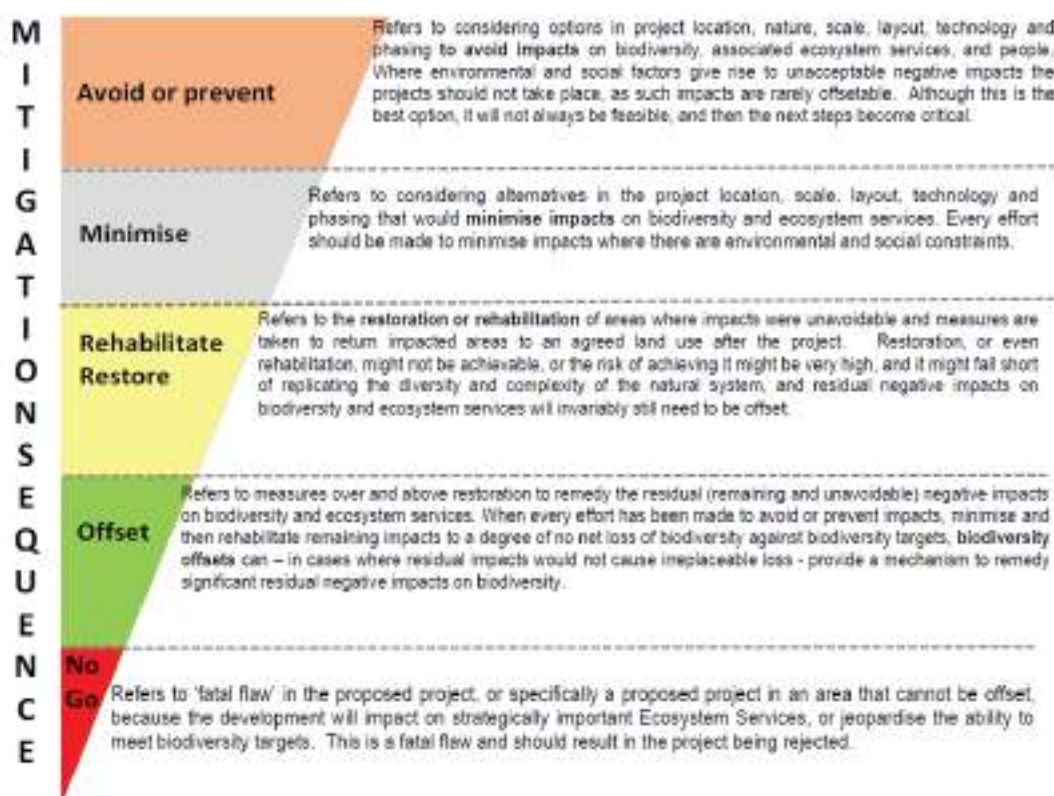 MITIGATION SEQUENCE
Avoid or prevent
Refers to considering options in project location, nature, scale, layout, technology and
phasing to avoid impacts on biodiversity, associated ecosystem services, and people.
Where environmental and social factors give rise to unacceptable negative impacts the
projects should not take place, as such impacts are rarely offsetable. Although this is the
best option, it will not always be feasible, and then the next steps become critical.
Minimise
Refers to considering alternatives in the project location, scale, layout, technology and
phasing that would minimise impacts on biodiversity and ecosystem services. Every effort
should be made to minimise impacts where there are environmental and social constraints.
Rehabilitate
Restore
Refers to the restoration or rehabilitation of areas where impacts were unavoidable and measures are
taken to return impacted areas to an agreed land use after the project. Restoration, or even
rehabilitation, might not be achievable, or the risk of achieving it might be very high, and it might fall short
of replicating the diversity and complexity of the natural system, and residual negative impacts on
biodiversity and ecosystem services will invariably still need to be offset.
Offset
Refers to measures over and above restoration to remedy the residual (remaining and unavoidable) negative impacts
on biodiversity and ecosystem services. When every effort has been made to avoid or prevent impacts, minimise and
then rehabilitate remaining impacts to a degree of no net loss of biodiversity against biodiversity targets, biodiversity
offsets can – in cases where residual impacts would not cause irreplaceable loss - provide a mechanism to remedy
significant residual negative impacts on biodiversity.
No
Go
Refers to 'fatal flaw' in the proposed project, or specifically a proposed project in an area that cannot be offset,
because the development will impact on strategically important Ecosystem Services, or jeopardise the ability to
meet biodiversity targets. This is a fatal flaw and should result in the project being rejected.